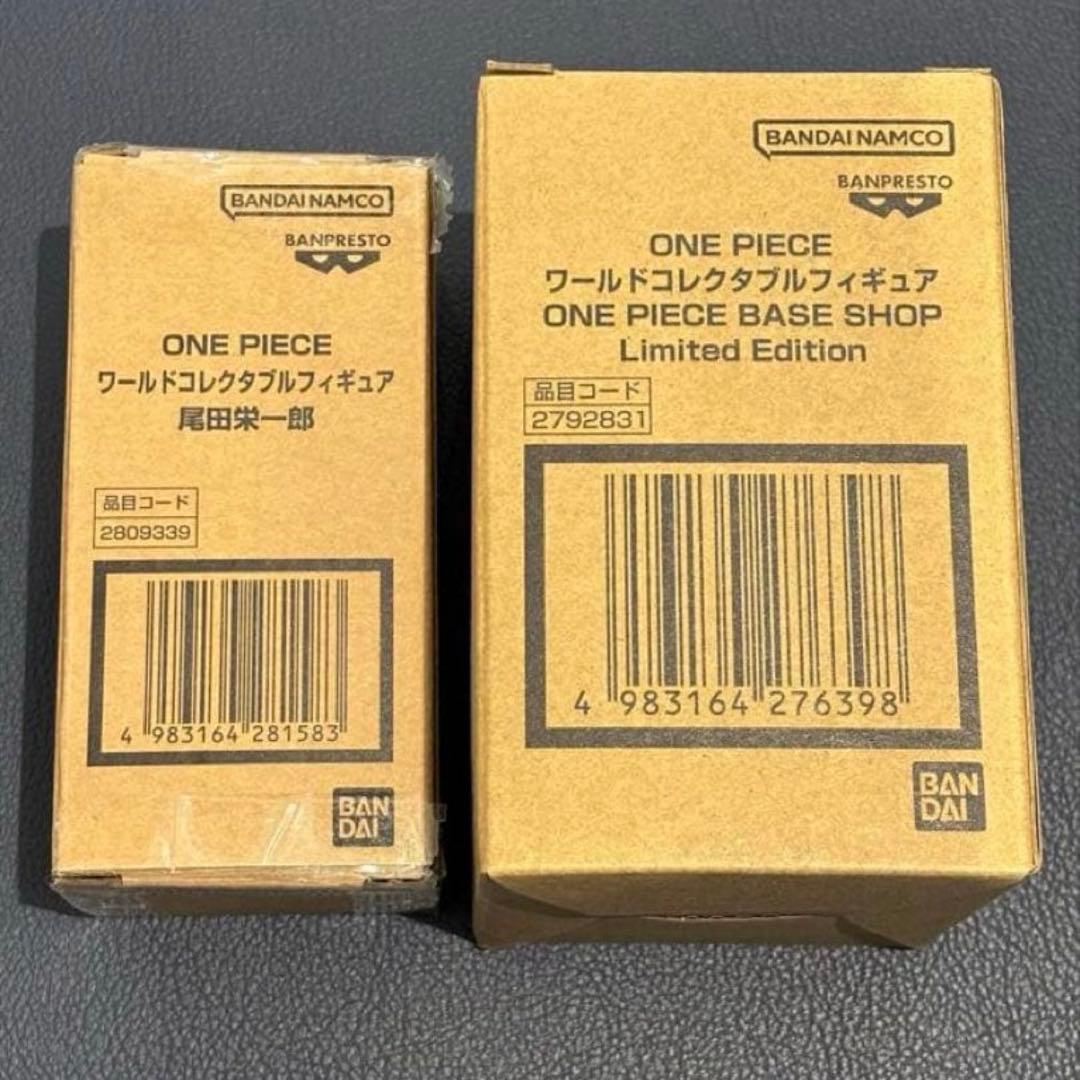 BANDAI NAMCO
BANPRESTO
ONE PIECE
ワールドコレクタブルフィギュア
尾田栄一郎
品目コード
2809339
4 983164 281583
BAN
DAI
BANDAI NAMCO
BANPRESTO
ONE PIECE
ワールドコレクタブルフィギュア
ONE PIECE BASE SHOP
Limited Edition
品目コード
2792831
4 983164 276398
BAN
DAI